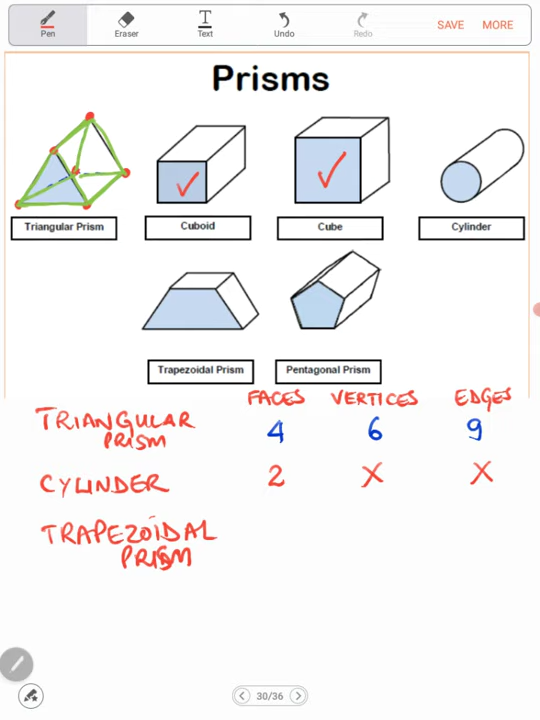 Pen Eraser Text Undo Redo SAVE MORE
Prisms
Triangular Prism Cuboid Cube Cylinder
Trapezoidal Prism Pentagonal Prism
FACES VERTICES EDGES
TRIANGULAR 4 6 9
PRISM
CYLINDER 2 X X
TRAPEZOIDAL
PRISM
30/36